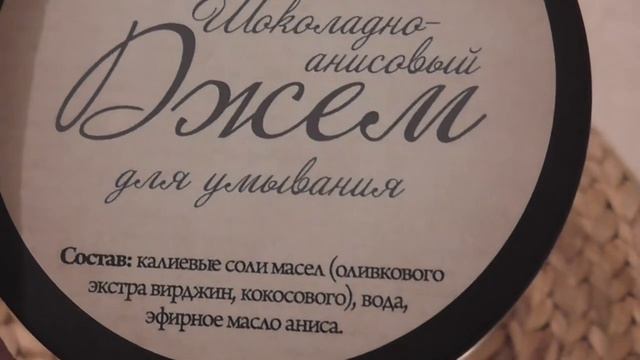 Шоколадно-
анисовый
Джем
для умывания
Состав: калиевые соли масел (оливкового
экстра вирджин, кокосового), вода,
эфирное масло аниса.